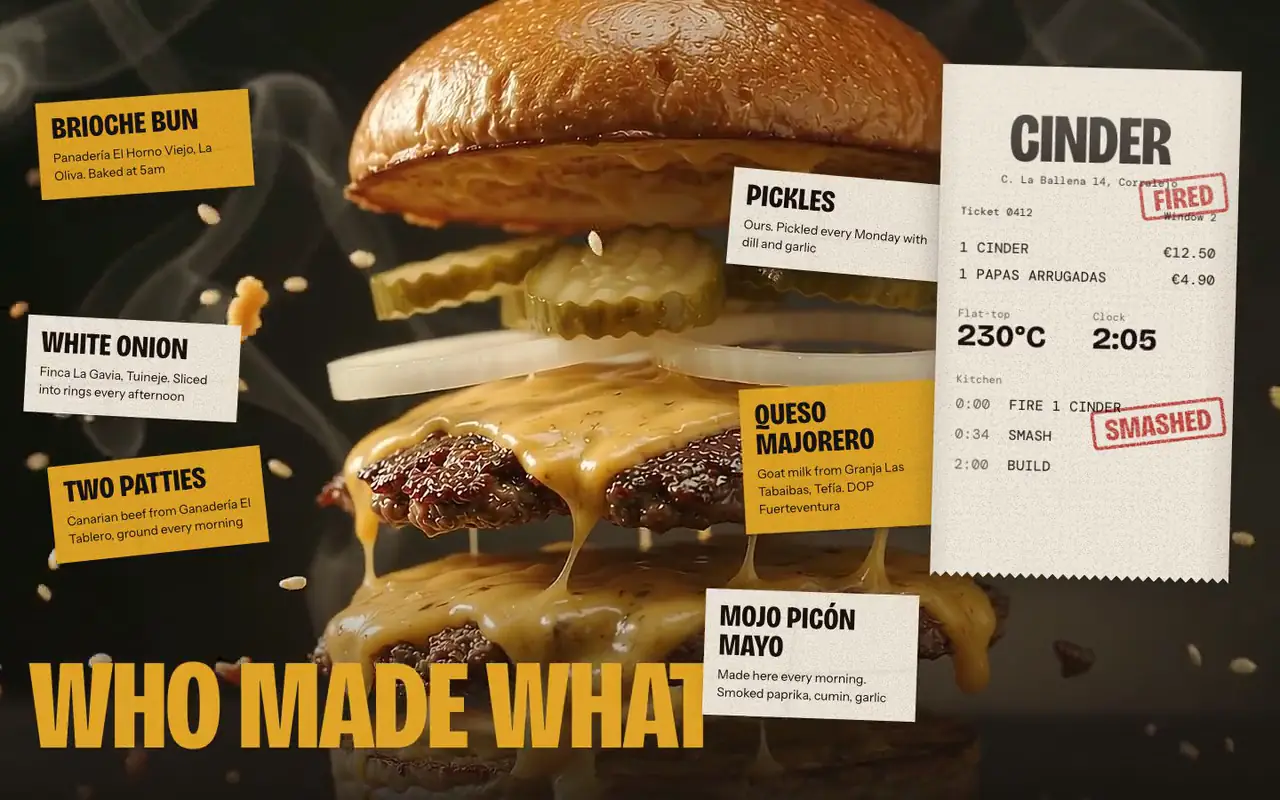 BRIOCHE BUN
Panadería El Horno Viejo, La
Oliva. Baked at 5am
WHITE ONION
Finca La Gavia, Tuineje. Sliced
into rings every afternoon
TWO PATTIES
Canarian beef from Ganadería El
Tablero, ground every morning
PICKLES
Ours. Pickled every Monday with
dill and garlic
QUESO
MAJORERO
Goat milk from Granja Las
Tabaibas, Tefía. DOP
Fuerteventura
MOJO PICÓN
MAYO
Made here every morning.
Smoked paprika, cumin, garlic
WHO MADE WHAT
CINDER
C. La Ballena 14, Corralejo
FIRED
Ticket 0412
Window 2
1 CINDER €12.50
1 PAPAS ARRUGADAS €4.90
Flat-top Clock
230°C 2:05
Kitchen
0:00 FIRE 1 CINDER
SMASHED
0:34 SMASH
2:00 BUILD